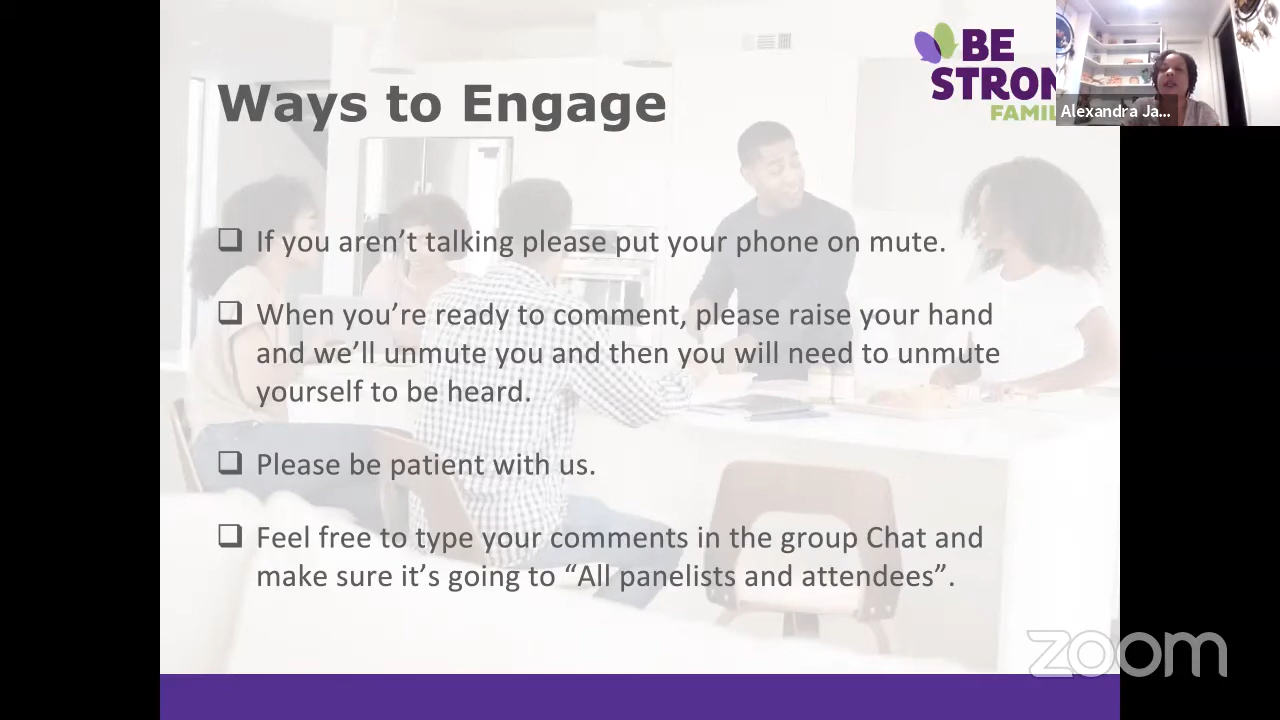 BE
STRON
FAMIL
Alexandra Ja...
Ways to Engage
❑ If you aren’t talking please put your phone on mute.
❑ When you’re ready to comment, please raise your hand
and we’ll unmute you and then you will need to unmute
yourself to be heard.
❑ Please be patient with us.
❑ Feel free to type your comments in the group Chat and
make sure it’s going to “All panelists and attendees”.
zoom